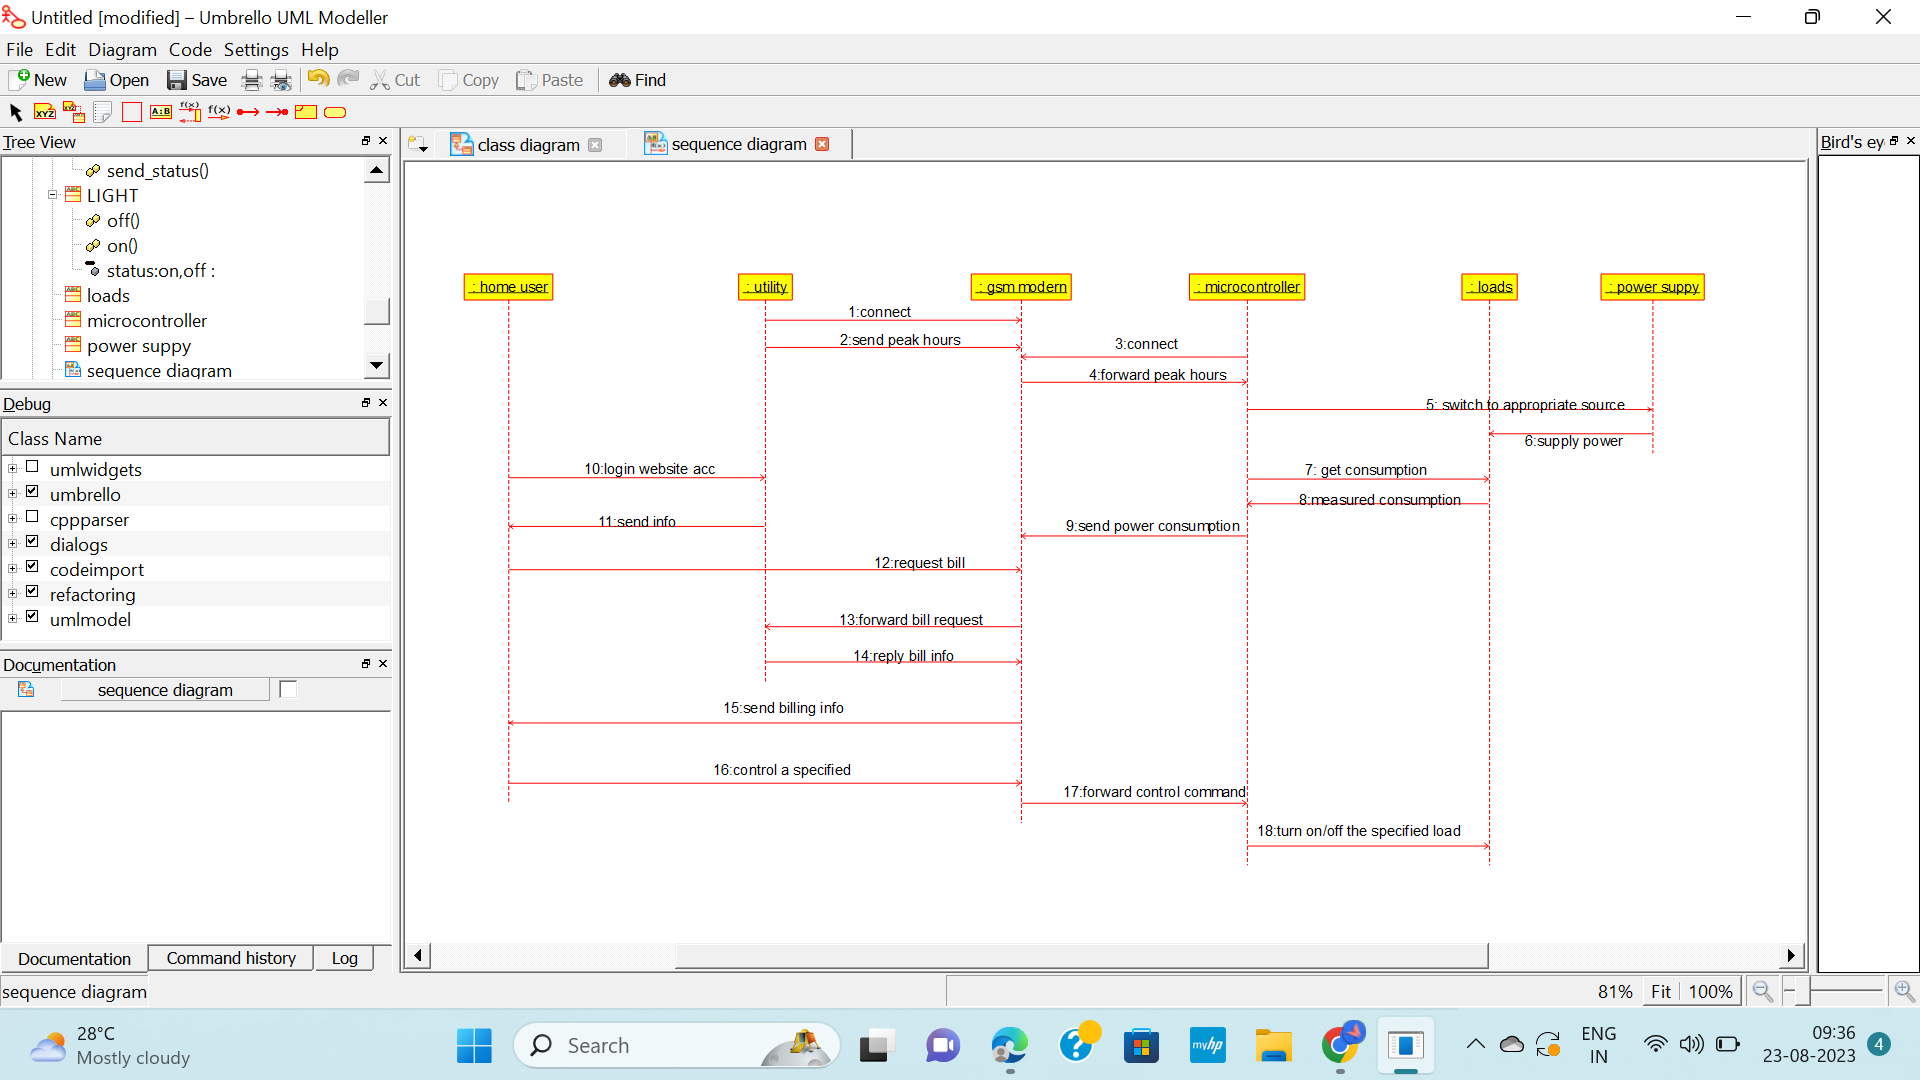 Untitled [modified] – Umbrello UML Modeller
File Edit Diagram Code Settings Help
New Open Save Cut Copy Paste Find
XYZ XYZ A:B f(x) f(x)
Tree View
send_status()
LIGHT
off()
on()
status:on,off :
loads
microcontroller
power suppy
sequence diagram
Debug
Class Name
umlwidgets
umbrello
cppparser
dialogs
codeimport
refactoring
umlmodel
Documentation
sequence diagram
Documentation Command history Log
class diagram sequence diagram
: home user : utility : gsm modern : microcontroller : loads : power suppy
1:connect
2:send peak hours
3:connect
4:forward peak hours
5: switch to appropriate source
6:supply power
10:login website acc
7: get consumption
8:measured consumption
11:send info
9:send power consumption
12:request bill
13:forward bill request
14:reply bill info
15:send billing info
16:control a specified
17:forward control command
18:turn on/off the specified load
Bird's ey
sequence diagram
81% Fit 100%
28°C
Mostly cloudy
Search
myhp
ENG
IN
09:36
23-08-2023
4